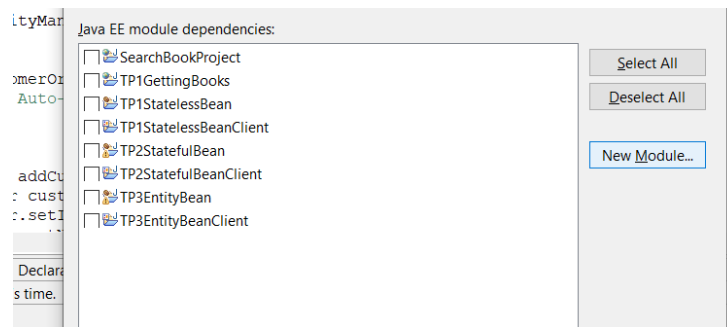 ityMar
Java EE module dependencies:
SearchBookProject
Select All
omerOr
TP1GettingBooks
Auto-
TP1StatelessBean
Deselect All
TP1StatelessBeanClient
TP2StatefulBean
New Module...
addCu
TP2StatefulBeanClient
r cust
TP3EntityBean
r.setI
TP3EntityBeanClient
Declara
s time.